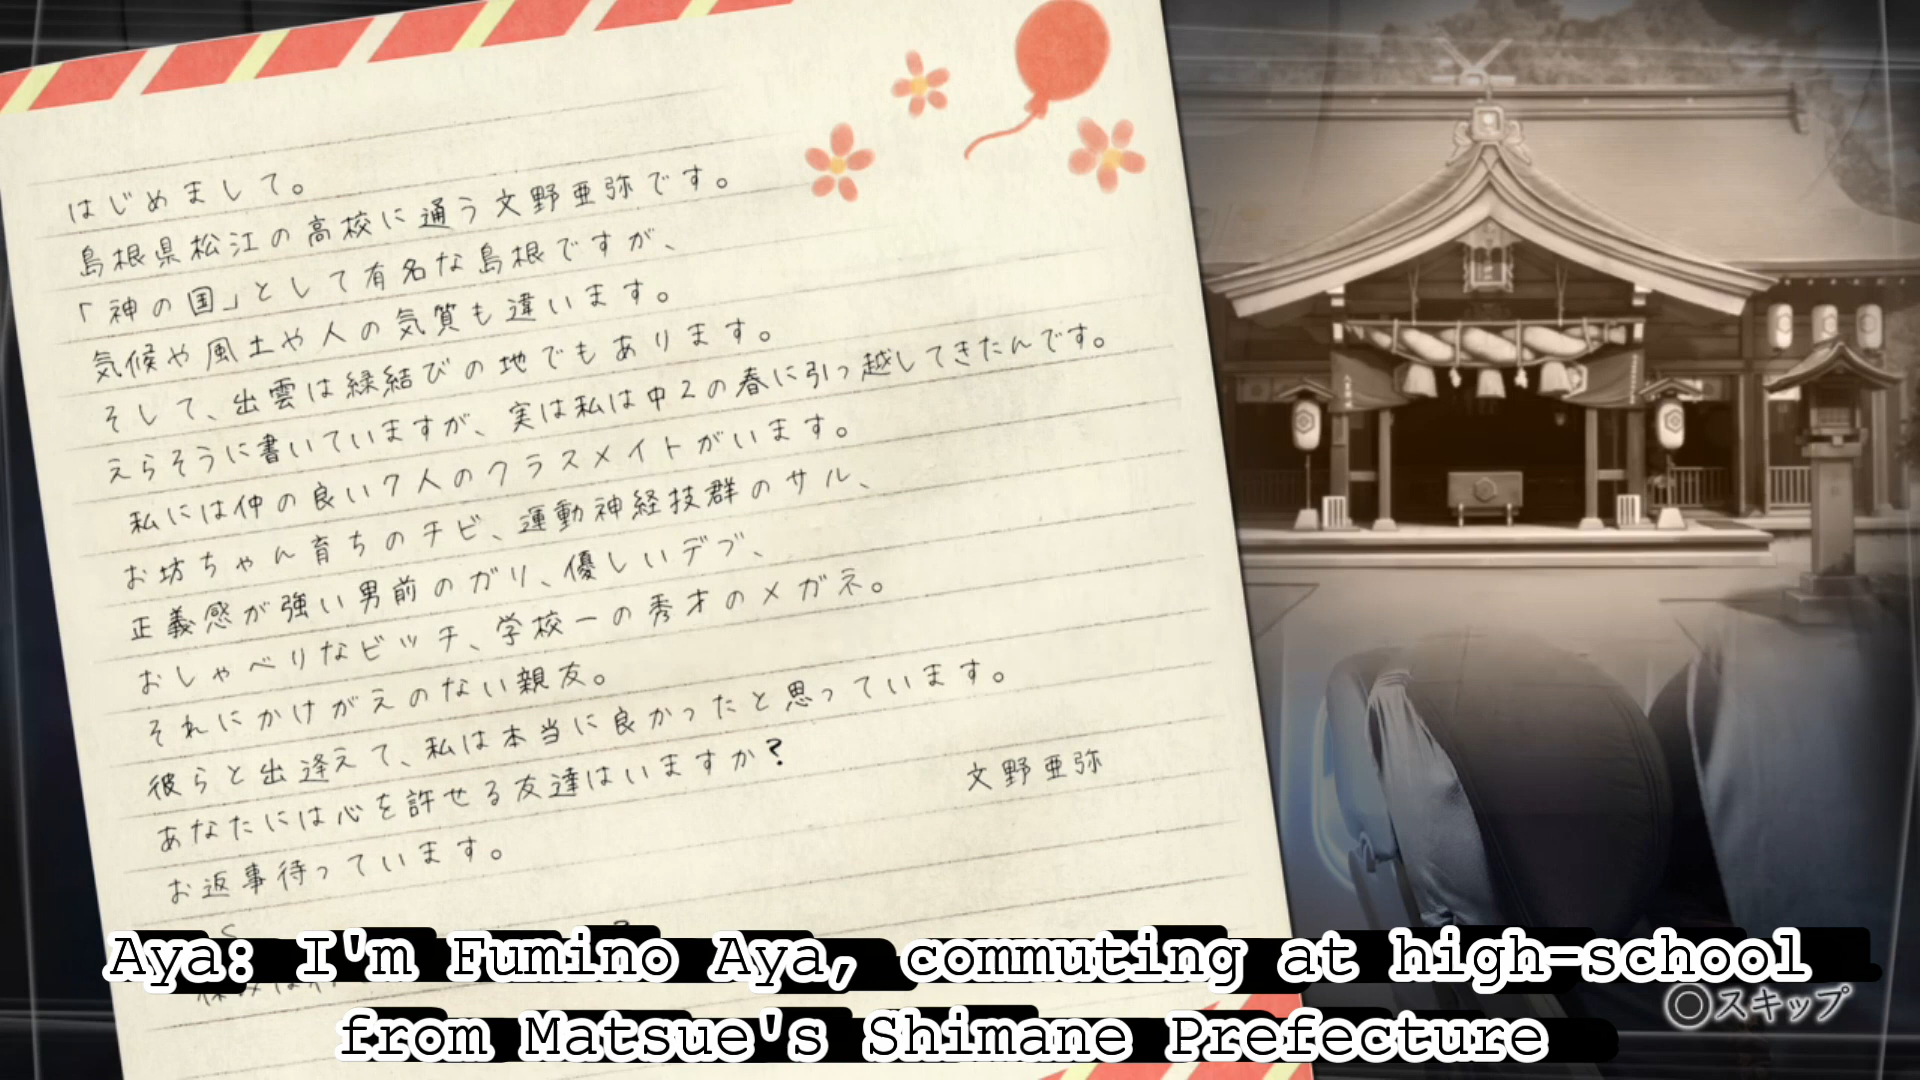 はじめまして。
島根県松江の高校に通う文野亜弥です。
「神の国」として有名な島根ですが、
気候や風土や人の気質も違います。
そして、出雲は縁結びの地でもあります。
えらそうに書いていますが、実は私は中2の春に引っ越してきたんです。
私には仲の良い7人のクラスメイトがいます。
お坊ちゃん育ちのチビ、運動神経抜群のサル、
正義感が強い男前のガリ、優しいデブ、
おしゃべりなビッチ、学校一の秀才のメガネ。
それにかけがえのない親友。
彼らと出逢えて、私は本当に良かったと思っています。
あなたには心を許せる友達はいますか?
文野亜弥
お返事待っています。
Aya: I'm Fumino Aya, commuting at high-school
from Matsue's Shimane Prefecture
○スキップ